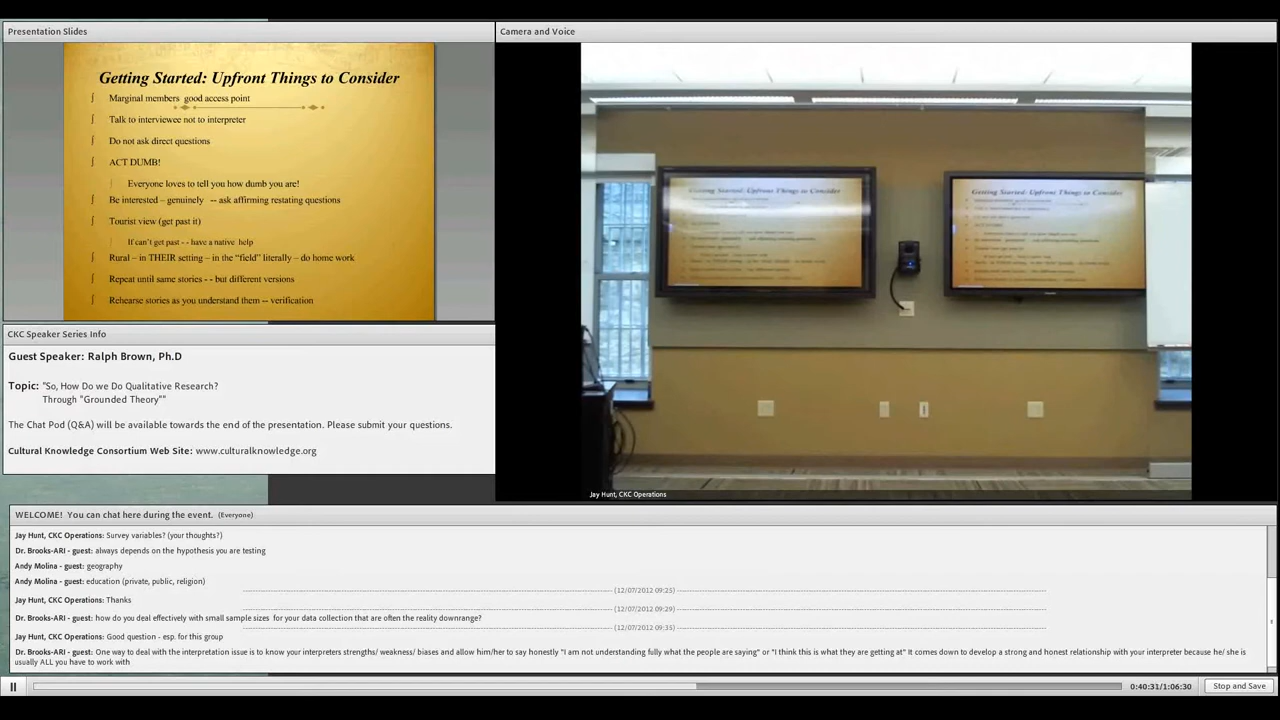 Presentation Slides
Getting Started: Upfront Things to Consider
Marginal members good access point
Talk to interviewee not to interpreter
Do not ask direct questions
ACT DUMB!
Everyone loves to tell you how dumb you are!
Be interested – genuinely -- ask affirming restating questions
Tourist view (get past it)
If can't get past - - have a native help
Rural – in THEIR setting – in the "field" literally – do home work
Repeat until same stories - - but different versions
Rehearse stories as you understand them -- verification
CKC Speaker Series Info
Guest Speaker: Ralph Brown, Ph.D
Topic: "So, How Do we Do Qualitative Research?
Through "Grounded Theory""
The Chat Pod (Q&A) will be available towards the end of the presentation. Please submit your questions.
Cultural Knowledge Consortium Web Site: www.culturalknowledge.org
Camera and Voice
Getting Started: Upfront Things to Consider
Getting Started: Upfront Things to Consider
Jay Hunt, CKC Operations
WELCOME! You can chat here during the event. (Everyone)
Jay Hunt, CKC Operations: Survey variables? (your thoughts?)
Dr. Brooks-ARI - guest: always depends on the hypothesis you are testing
Andy Molina - guest: geography
Andy Molina - guest: education (private, public, religion)
(12/07/2012 09:25)
Jay Hunt, CKC Operations: Thanks
(12/07/2012 09:29)
Dr. Brooks-ARI - guest: how do you deal effectively with small sample sizes for your data collection that are often the reality downrange?
(12/07/2012 09:35)
Jay Hunt, CKC Operations: Good question - esp. for this group
Dr. Brooks-ARI - guest: One way to deal with the interpretation issue is to know your interpreters strengths/ weakness/ biases and allow him/her to say honestly "I am not understanding fully what the people are saying" or "I think this is what they are getting at" It comes down to develop a strong and honest relationship with your interpreter because he/ she is
usually ALL you have to work with
0:40:31/1:06:30
Stop and Save